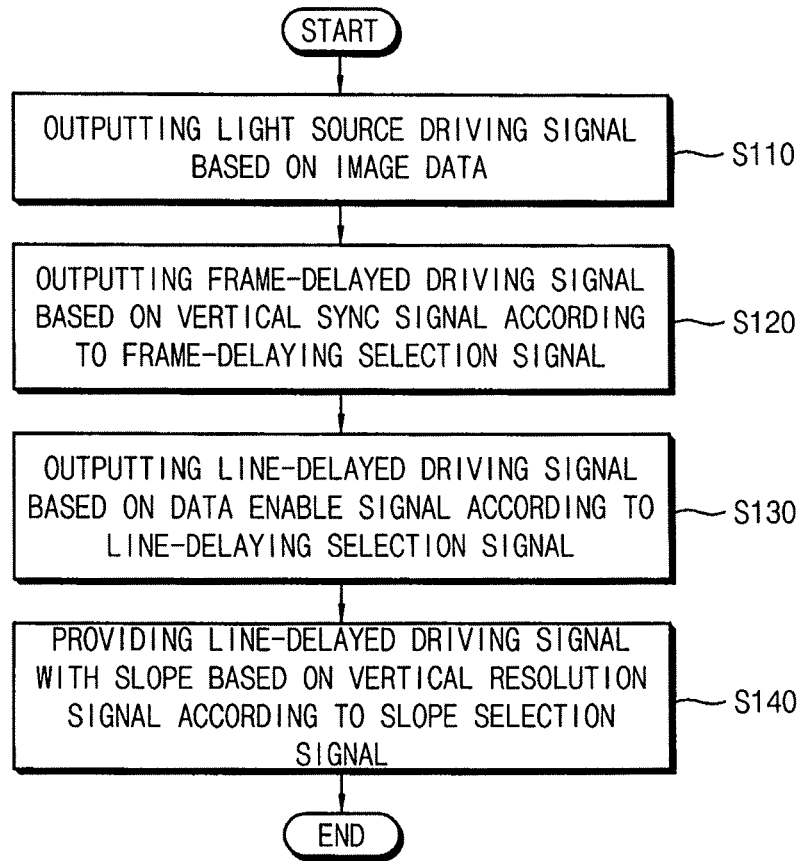 START
OUTPUTTING LIGHT SOURCE DRIVING SIGNAL
BASED ON IMAGE DATA
S110
OUTPUTTING FRAME-DELAYED DRIVING SIGNAL
BASED ON VERTICAL SYNC SIGNAL ACCORDING
TO FRAME-DELAYING SELECTION SIGNAL
S120
OUTPUTTING LINE-DELAYED DRIVING SIGNAL
BASED ON DATA ENABLE SIGNAL ACCORDING TO
LINE-DELAYING SELECTION SIGNAL
S130
PROVIDING LINE-DELAYED DRIVING SIGNAL
WITH SLOPE BASED ON VERTICAL RESOLUTION
SIGNAL ACCORDING TO SLOPE SELECTION
SIGNAL
S140
END